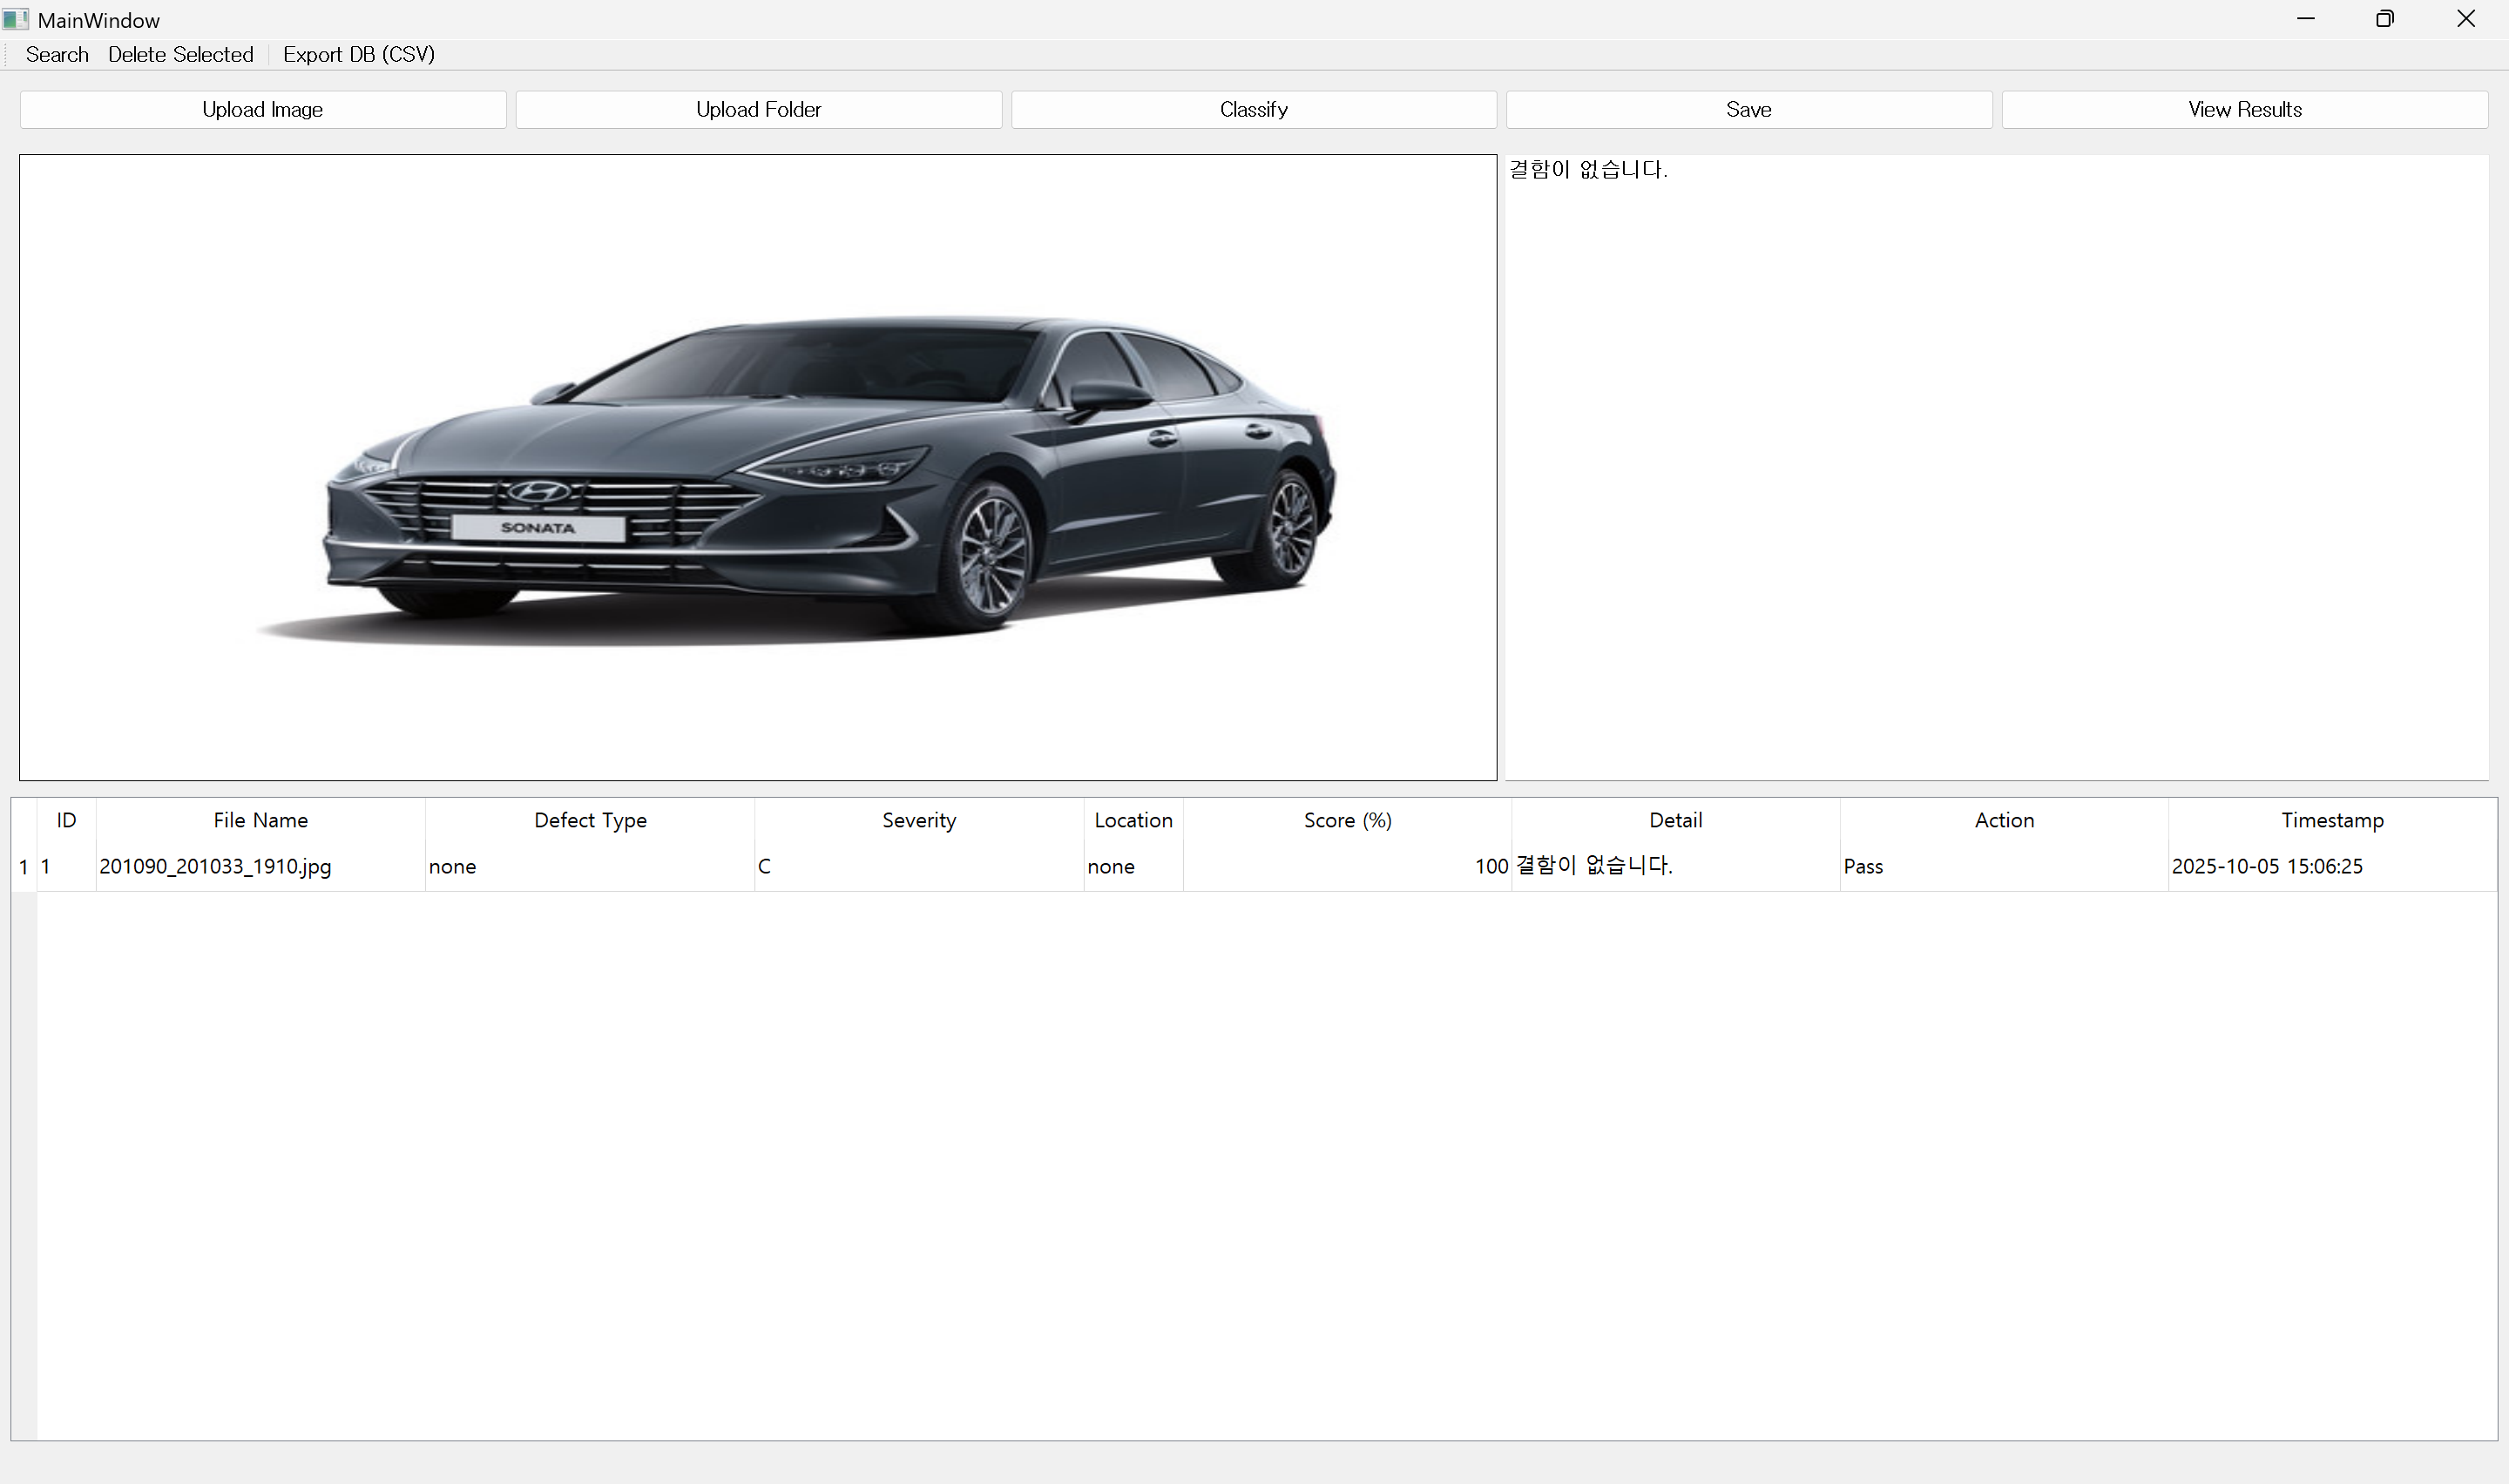 MainWindow
Search Delete Selected Export DB (CSV)
Upload Image Upload Folder Classify Save View Results
결함이 없습니다.
SONATA
ID File Name Defect Type Severity Location Score (%) Detail Action Timestamp
1 1 201090_201033_1910.jpg none C none 100 결함이 없습니다. Pass 2025-10-05 15:06:25